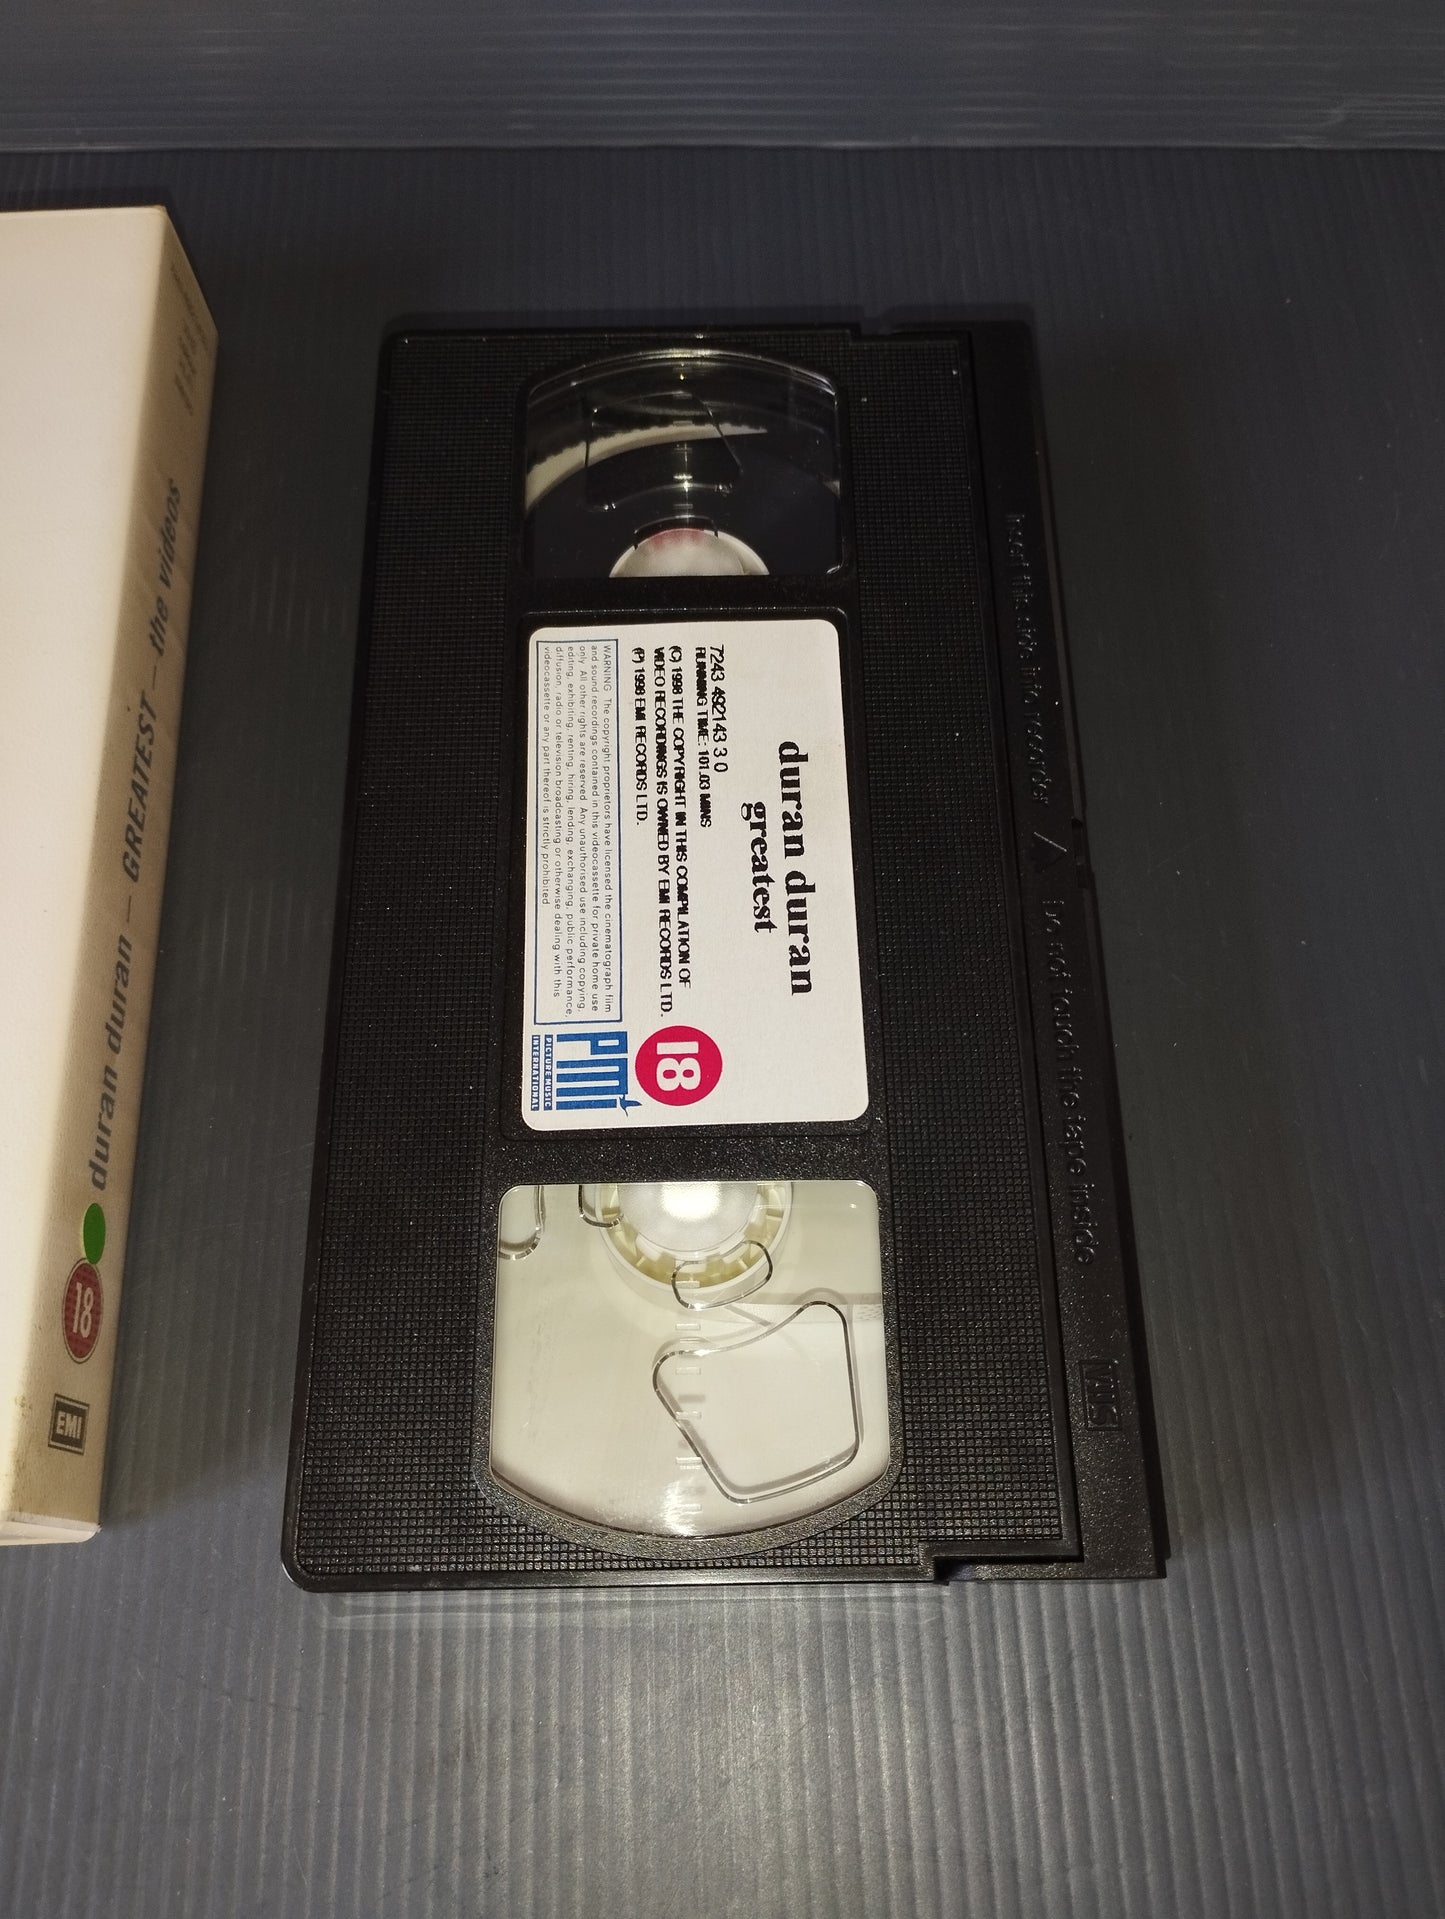 duran duran – GREATEST – the videos
18
EMI
duran duran
greatest
7243 492143 3 0
RUNNING TIME: 101.03 MINS
(C) 1998 THE COPYRIGHT IN THIS COMPILATION OF
VIDEO RECORDINGS IS OWNED BY EMI RECORDS LTD.
(P) 1998 EMI RECORDS LTD.
WARNING. The copyright proprietors have licensed the cinematograph film
and sound recordings contained in this videocassette for private home use
only. All other rights are reserved. Any unauthorised use including copying,
editing, exhibiting, renting, hiring, lending, exchanging, public performance,
diffusion, radio or television broadcasting or otherwise dealing with this
videocassette or any part thereof is strictly prohibited
18
PMI
PICTURE MUSIC
INTERNATIONAL
Insert this side into recorder
Do not touch the tape inside
VHS